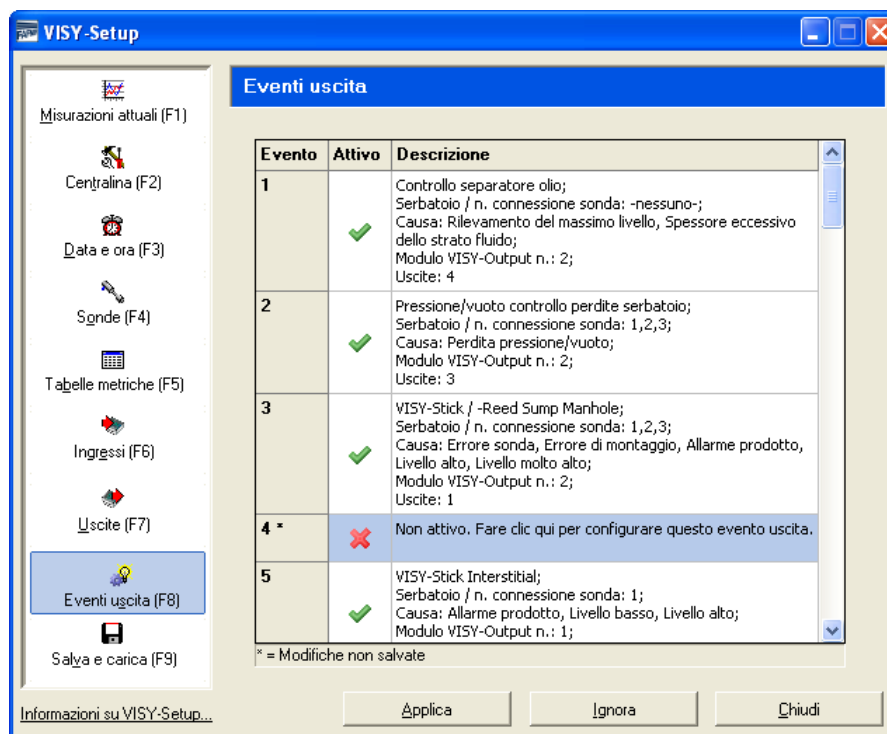 VISY-Setup
Misurazioni attuali (F1)
Centralina (F2)
Data e ora (F3)
Sonde (F4)
Tabelle metriche (F5)
Ingressi (F6)
Uscite (F7)
Eventi uscita (F8)
Salva e carica (F9)
Informazioni su VISY-Setup...
Eventi uscita
Evento Attivo Descrizione
1
Controllo separatore olio;
Serbatoio / n. connessione sonda: -nessuno-;
Causa: Rilevamento del massimo livello, Spessore eccessivo
dello strato fluido;
Modulo VISY-Output n.: 2;
Uscite: 4
2
Pressione/vuoto controllo perdite serbatoio;
Serbatoio / n. connessione sonda: 1,2,3;
Causa: Perdita pressione/vuoto;
Modulo VISY-Output n.: 2;
Uscite: 3
3
VISY-Stick / -Reed Sump Manhole;
Serbatoio / n. connessione sonda: 1,2,3;
Causa: Errore sonda, Errore di montaggio, Allarme prodotto,
Livello alto, Livello molto alto;
Modulo VISY-Output n.: 2;
Uscite: 1
4 *
Non attivo. Fare clic qui per configurare questo evento uscita.
5
VISY-Stick Interstitial;
Serbatoio / n. connessione sonda: 1;
Causa: Allarme prodotto, Livello basso, Livello alto;
Modulo VISY-Output n.: 1;
* = Modifiche non salvate
Applica
Ignora
Chiudi